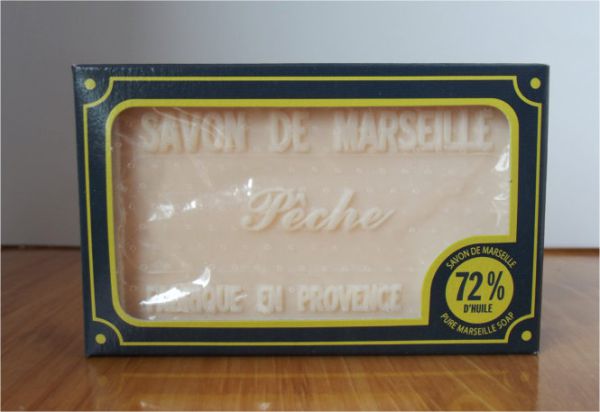 SAVON DE MARSEILLE
Pêche
FABRIQUE EN PROVENCE
SAVON DE MARSEILLE
72%
D'HUILE
PURE MARSEILLE SOAP